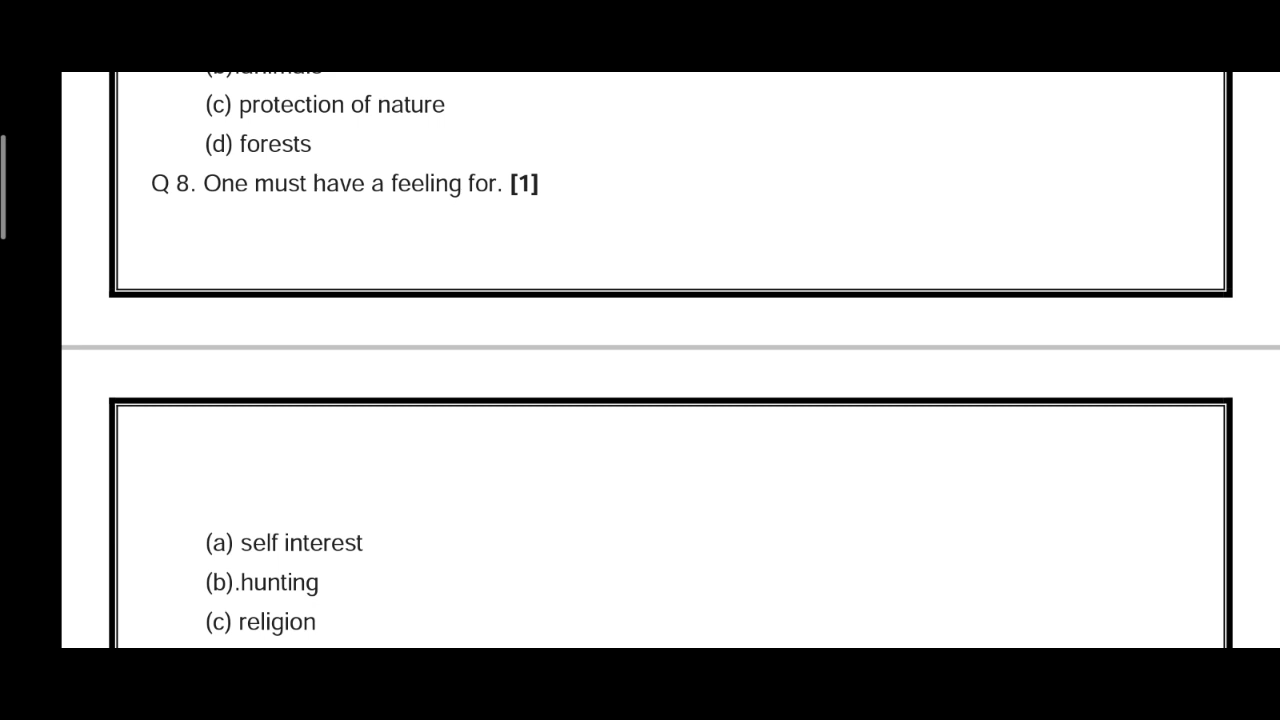 (c) protection of nature
(d) forests
Q 8. One must have a feeling for. [1]
(a) self interest
(b).hunting
(c) religion